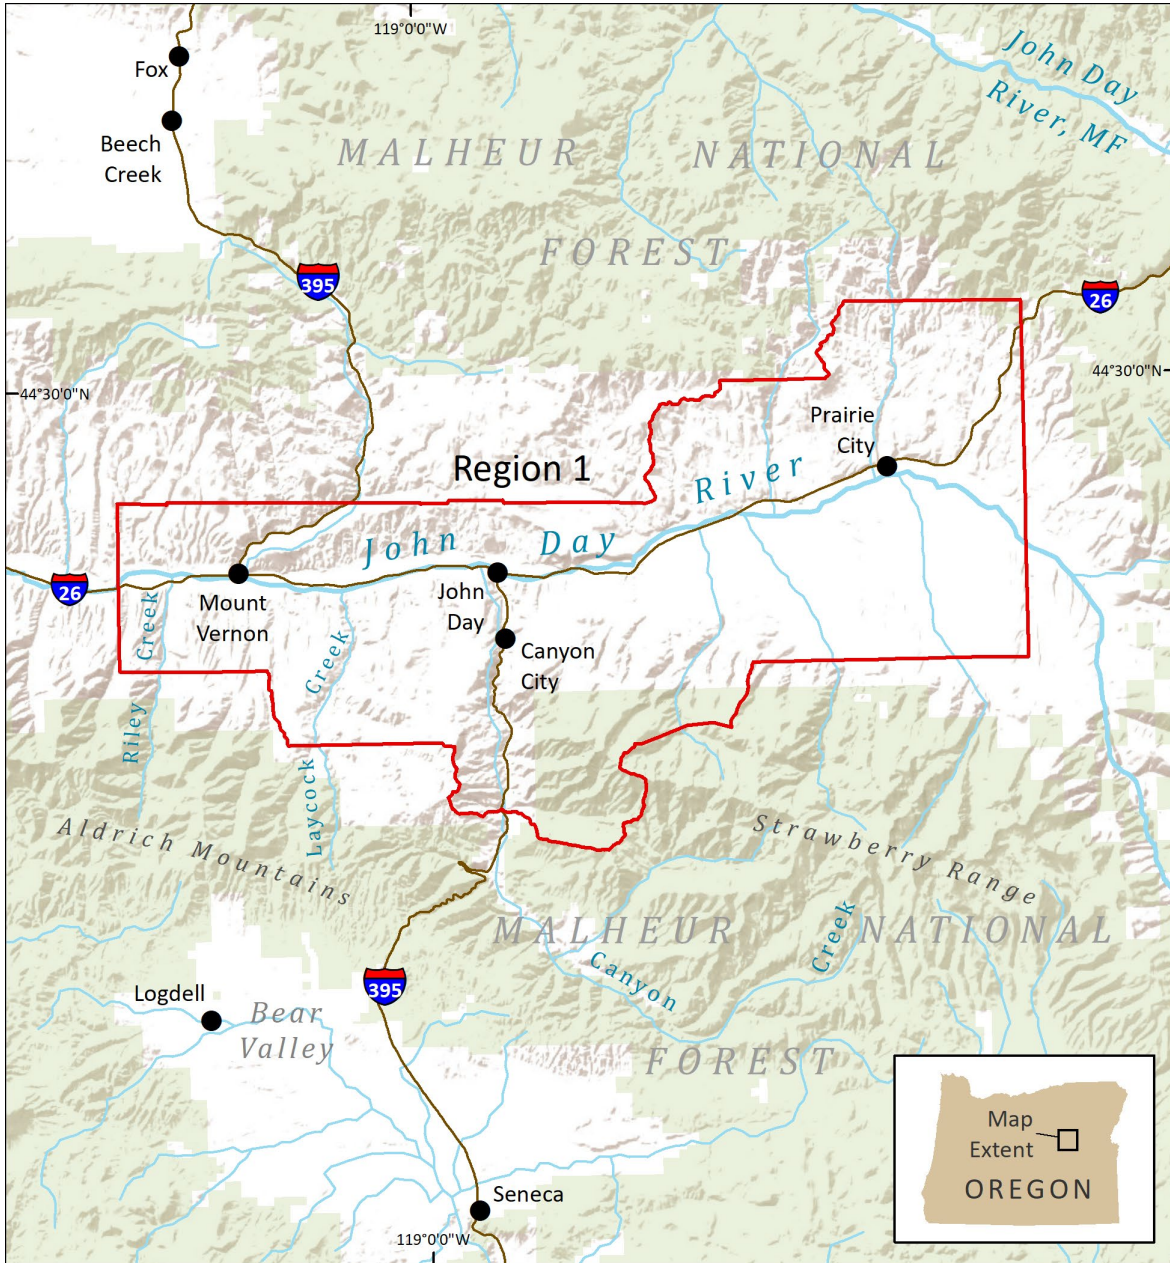 119°0'0"W
Fox
John Day
River, MF
Beech
Creek
MALHEUR NATIONAL
FOREST
395
26
44°30'0"N
44°30'0"N
Prairie
City
Region 1
John Day River
26
Mount
Vernon
John
Day
Canyon
City
Riley Creek
Laycock Creek
Aldrich Mountains
Strawberry Range
MALHEUR NATIONAL
FOREST
Canyon Creek
395
Logdell
Bear
Valley
Seneca
119°0'0"W
Map
Extent
OREGON